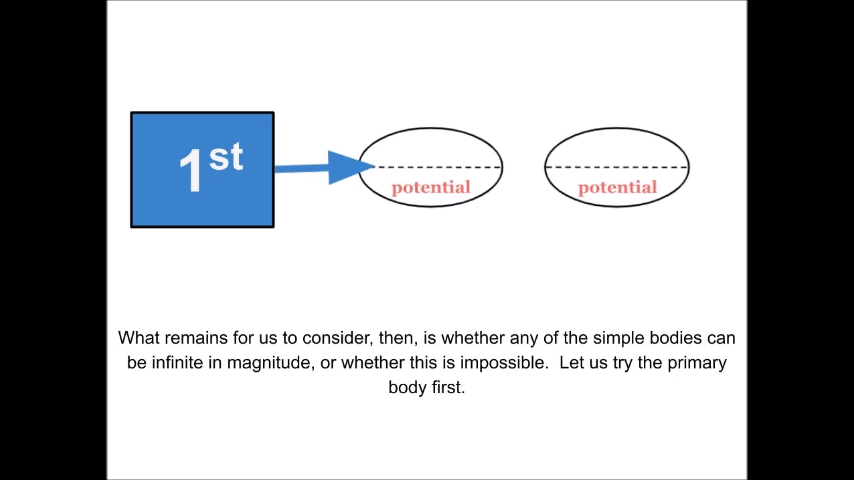 1st
potential
potential
What remains for us to consider, then, is whether any of the simple bodies can
be infinite in magnitude, or whether this is impossible.  Let us try the primary
body first.